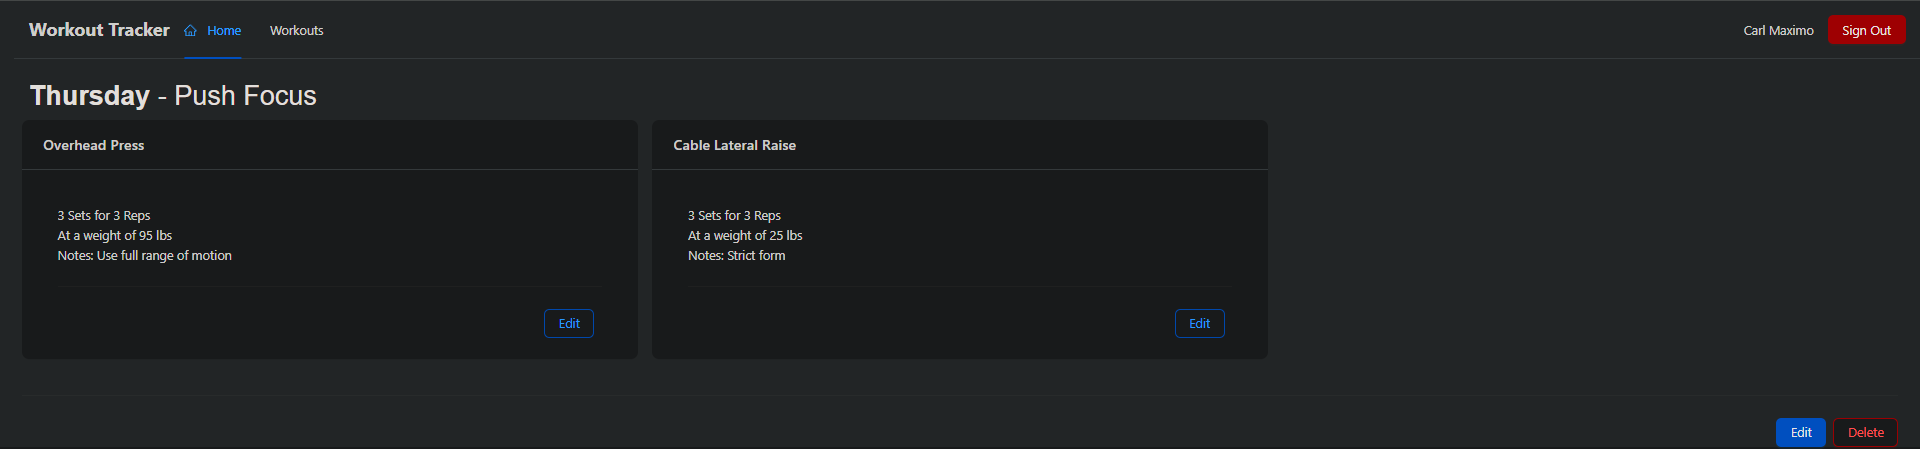 Workout Tracker Home Workouts Carl Maximo Sign Out
Thursday - Push Focus
Overhead Press
3 Sets for 3 Reps
At a weight of 95 lbs
Notes: Use full range of motion
Edit
Cable Lateral Raise
3 Sets for 3 Reps
At a weight of 25 lbs
Notes: Strict form
Edit
Edit Delete